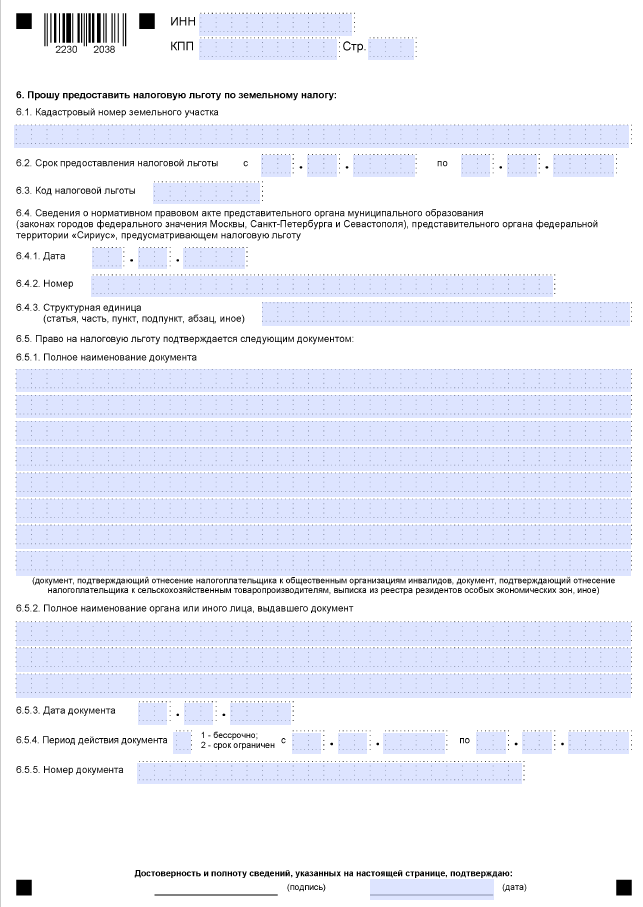 2230 2038
ИНН
КПП Стр.
6. Прошу предоставить налоговую льготу по земельному налогу:
6.1. Кадастровый номер земельного участка
6.2. Срок предоставления налоговой льготы с . . по . .
6.3. Код налоговой льготы
6.4. Сведения о нормативном правовом акте представительного органа муниципального образования
(законах городов федерального значения Москвы, Санкт-Петербурга и Севастополя), представительного органа федеральной
территории «Сириус», предусматривающем налоговую льготу
6.4.1. Дата . .
6.4.2. Номер
6.4.3. Структурная единица
(статья, часть, пункт, подпункт, абзац, иное)
6.5. Право на налоговую льготу подтверждается следующим документом:
6.5.1. Полное наименование документа
(документ, подтверждающий отнесение налогоплательщика к общественным организациям инвалидов, документ, подтверждающий отнесение
налогоплательщика к сельскохозяйственным товаропроизводителям, выписка из реестра резидентов особых экономических зон, иное)
6.5.2. Полное наименование органа или иного лица, выдавшего документ
6.5.3. Дата документа . .
6.5.4. Период действия документа 1 - бессрочно;
2 - срок ограничен с . . по . .
6.5.5. Номер документа
Достоверность и полноту сведений, указанных на настоящей странице, подтверждаю:
(подпись) (дата)